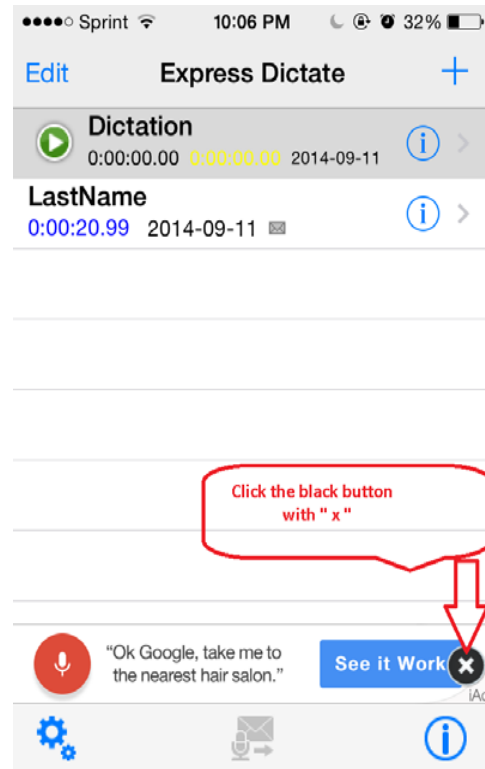 Sprint 10:06 PM 32%
Edit Express Dictate +
Dictation
0:00:00.00 0:00:00.00 2014-09-11
LastName
0:00:20.99 2014-09-11
Click the black button
with " x "
“Ok Google, take me to
the nearest hair salon.”
See it Work
iAd